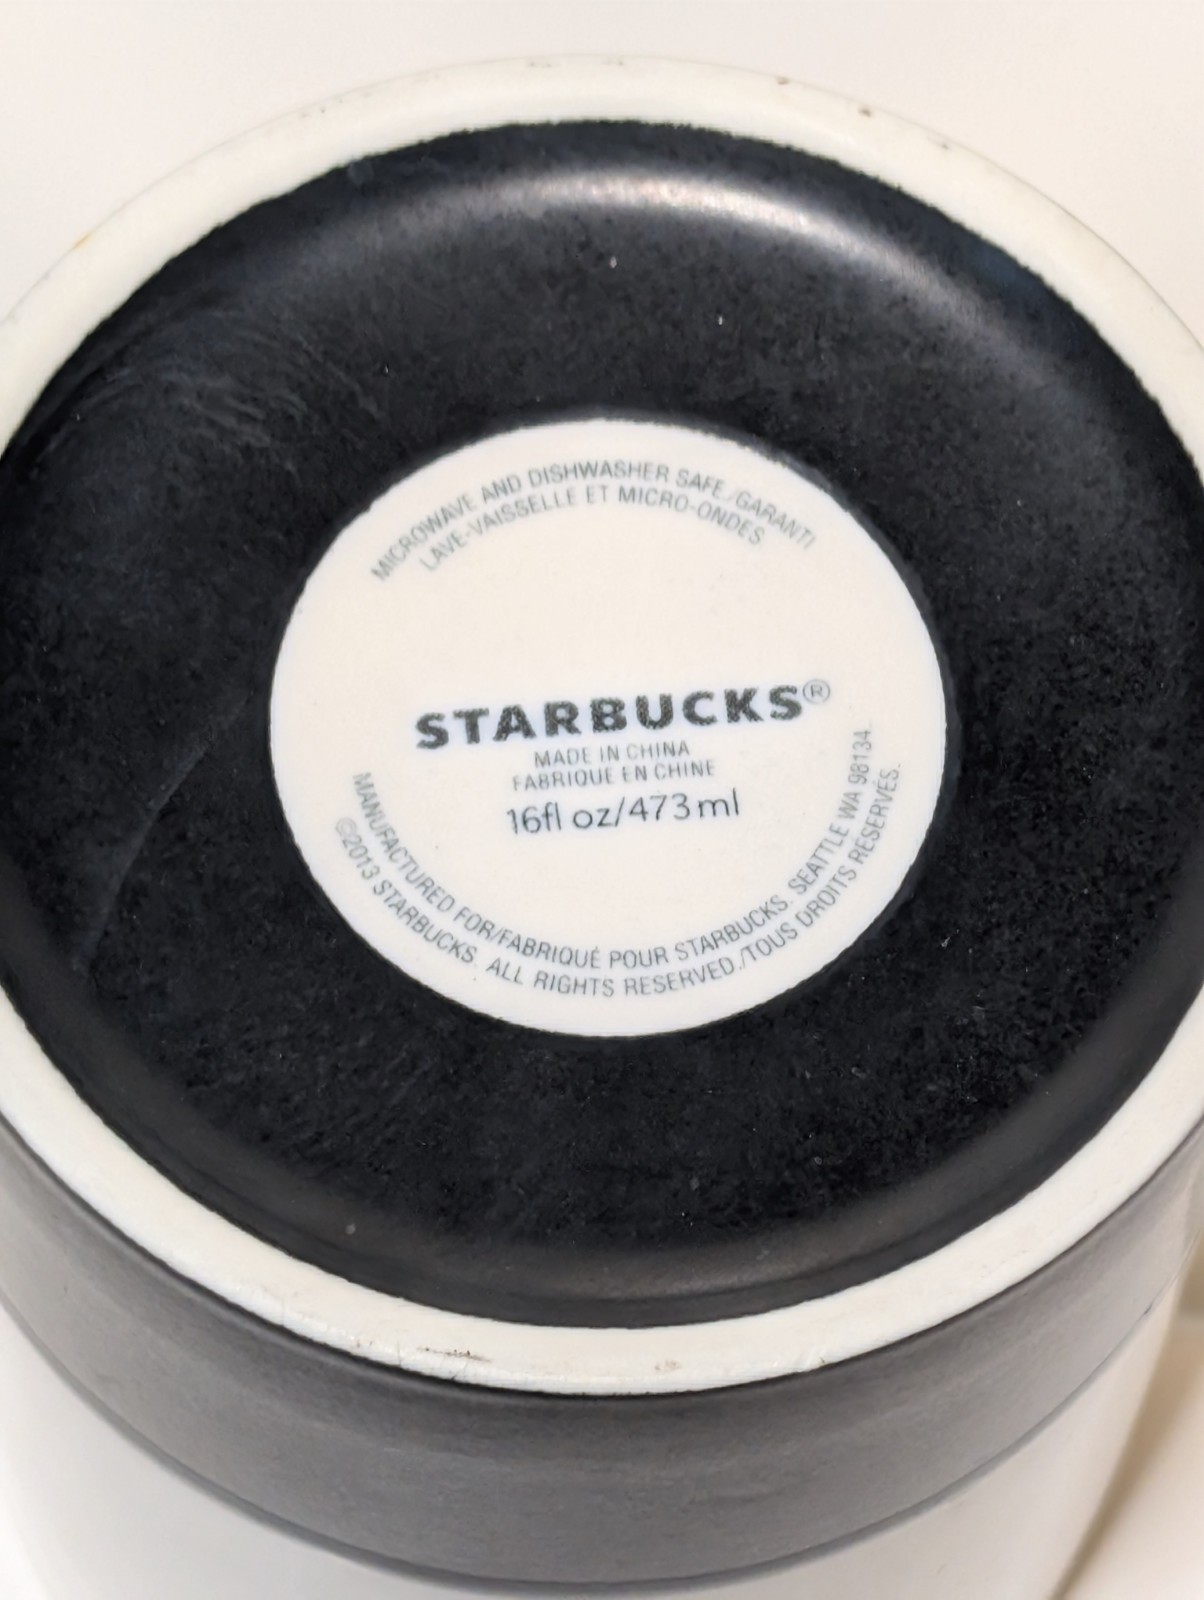 MICROWAVE AND DISHWASHER SAFE./GARANTI
LAVE-VAISSELLE ET MICRO-ONDES
STARBUCKS®
MADE IN CHINA
FABRIQUE EN CHINE
16fl oz/473ml
MANUFACTURED FOR/FABRIQUÉ POUR STARBUCKS. SEATTLE WA 98134
©2013 STARBUCKS. ALL RIGHTS RESERVED./TOUS DROITS RESERVÉS.